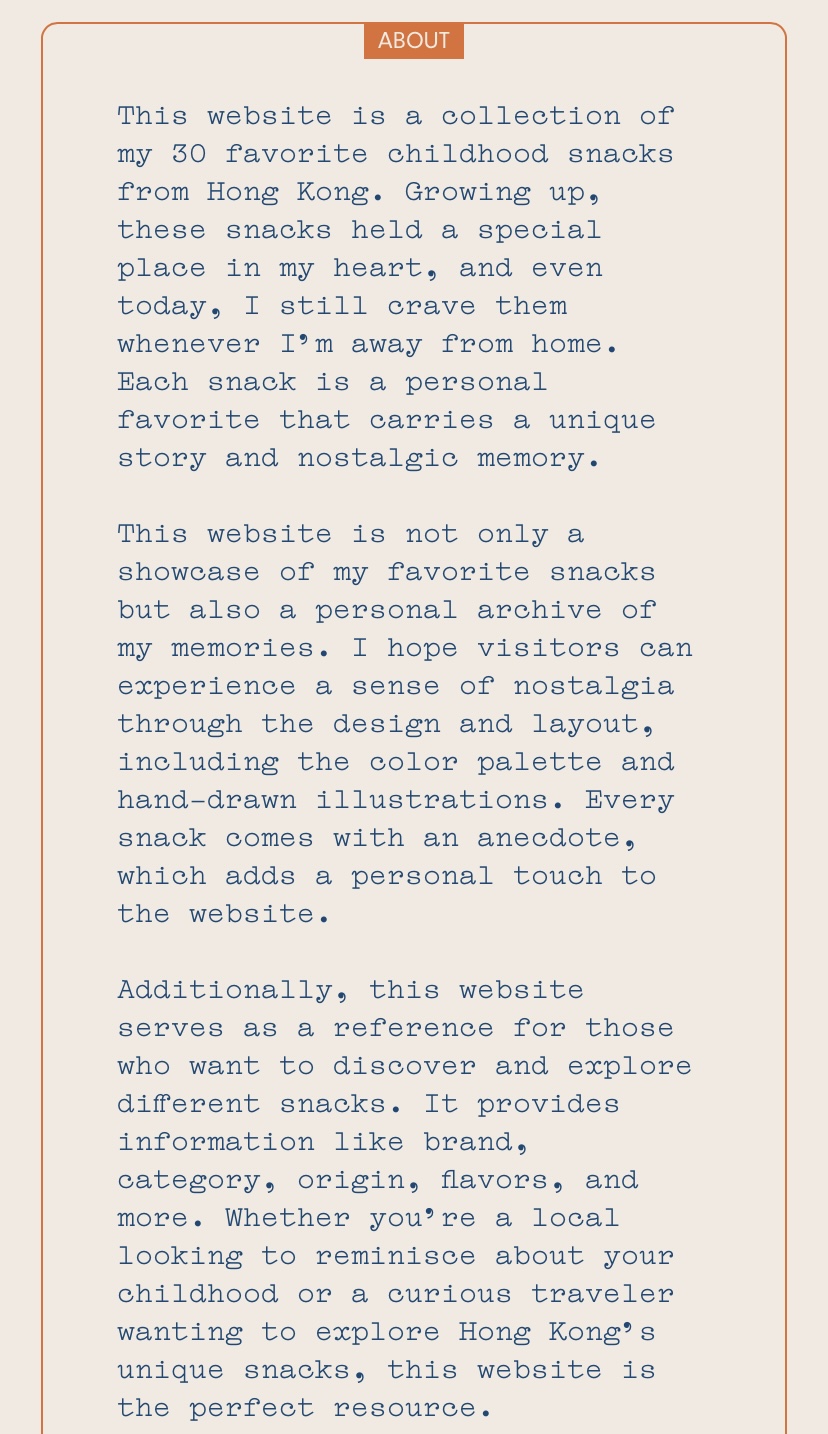 ABOUT
This website is a collection of
my 30 favorite childhood snacks
from Hong Kong. Growing up,
these snacks held a special
place in my heart, and even
today, I still crave them
whenever I’m away from home.
Each snack is a personal
favorite that carries a unique
story and nostalgic memory.
This website is not only a
showcase of my favorite snacks
but also a personal archive of
my memories. I hope visitors can
experience a sense of nostalgia
through the design and layout,
including the color palette and
hand-drawn illustrations. Every
snack comes with an anecdote,
which adds a personal touch to
the website.
Additionally, this website
serves as a reference for those
who want to discover and explore
different snacks. It provides
information like brand,
category, origin, flavors, and
more. Whether you’re a local
looking to reminisce about your
childhood or a curious traveler
wanting to explore Hong Kong’s
unique snacks, this website is
the perfect resource.